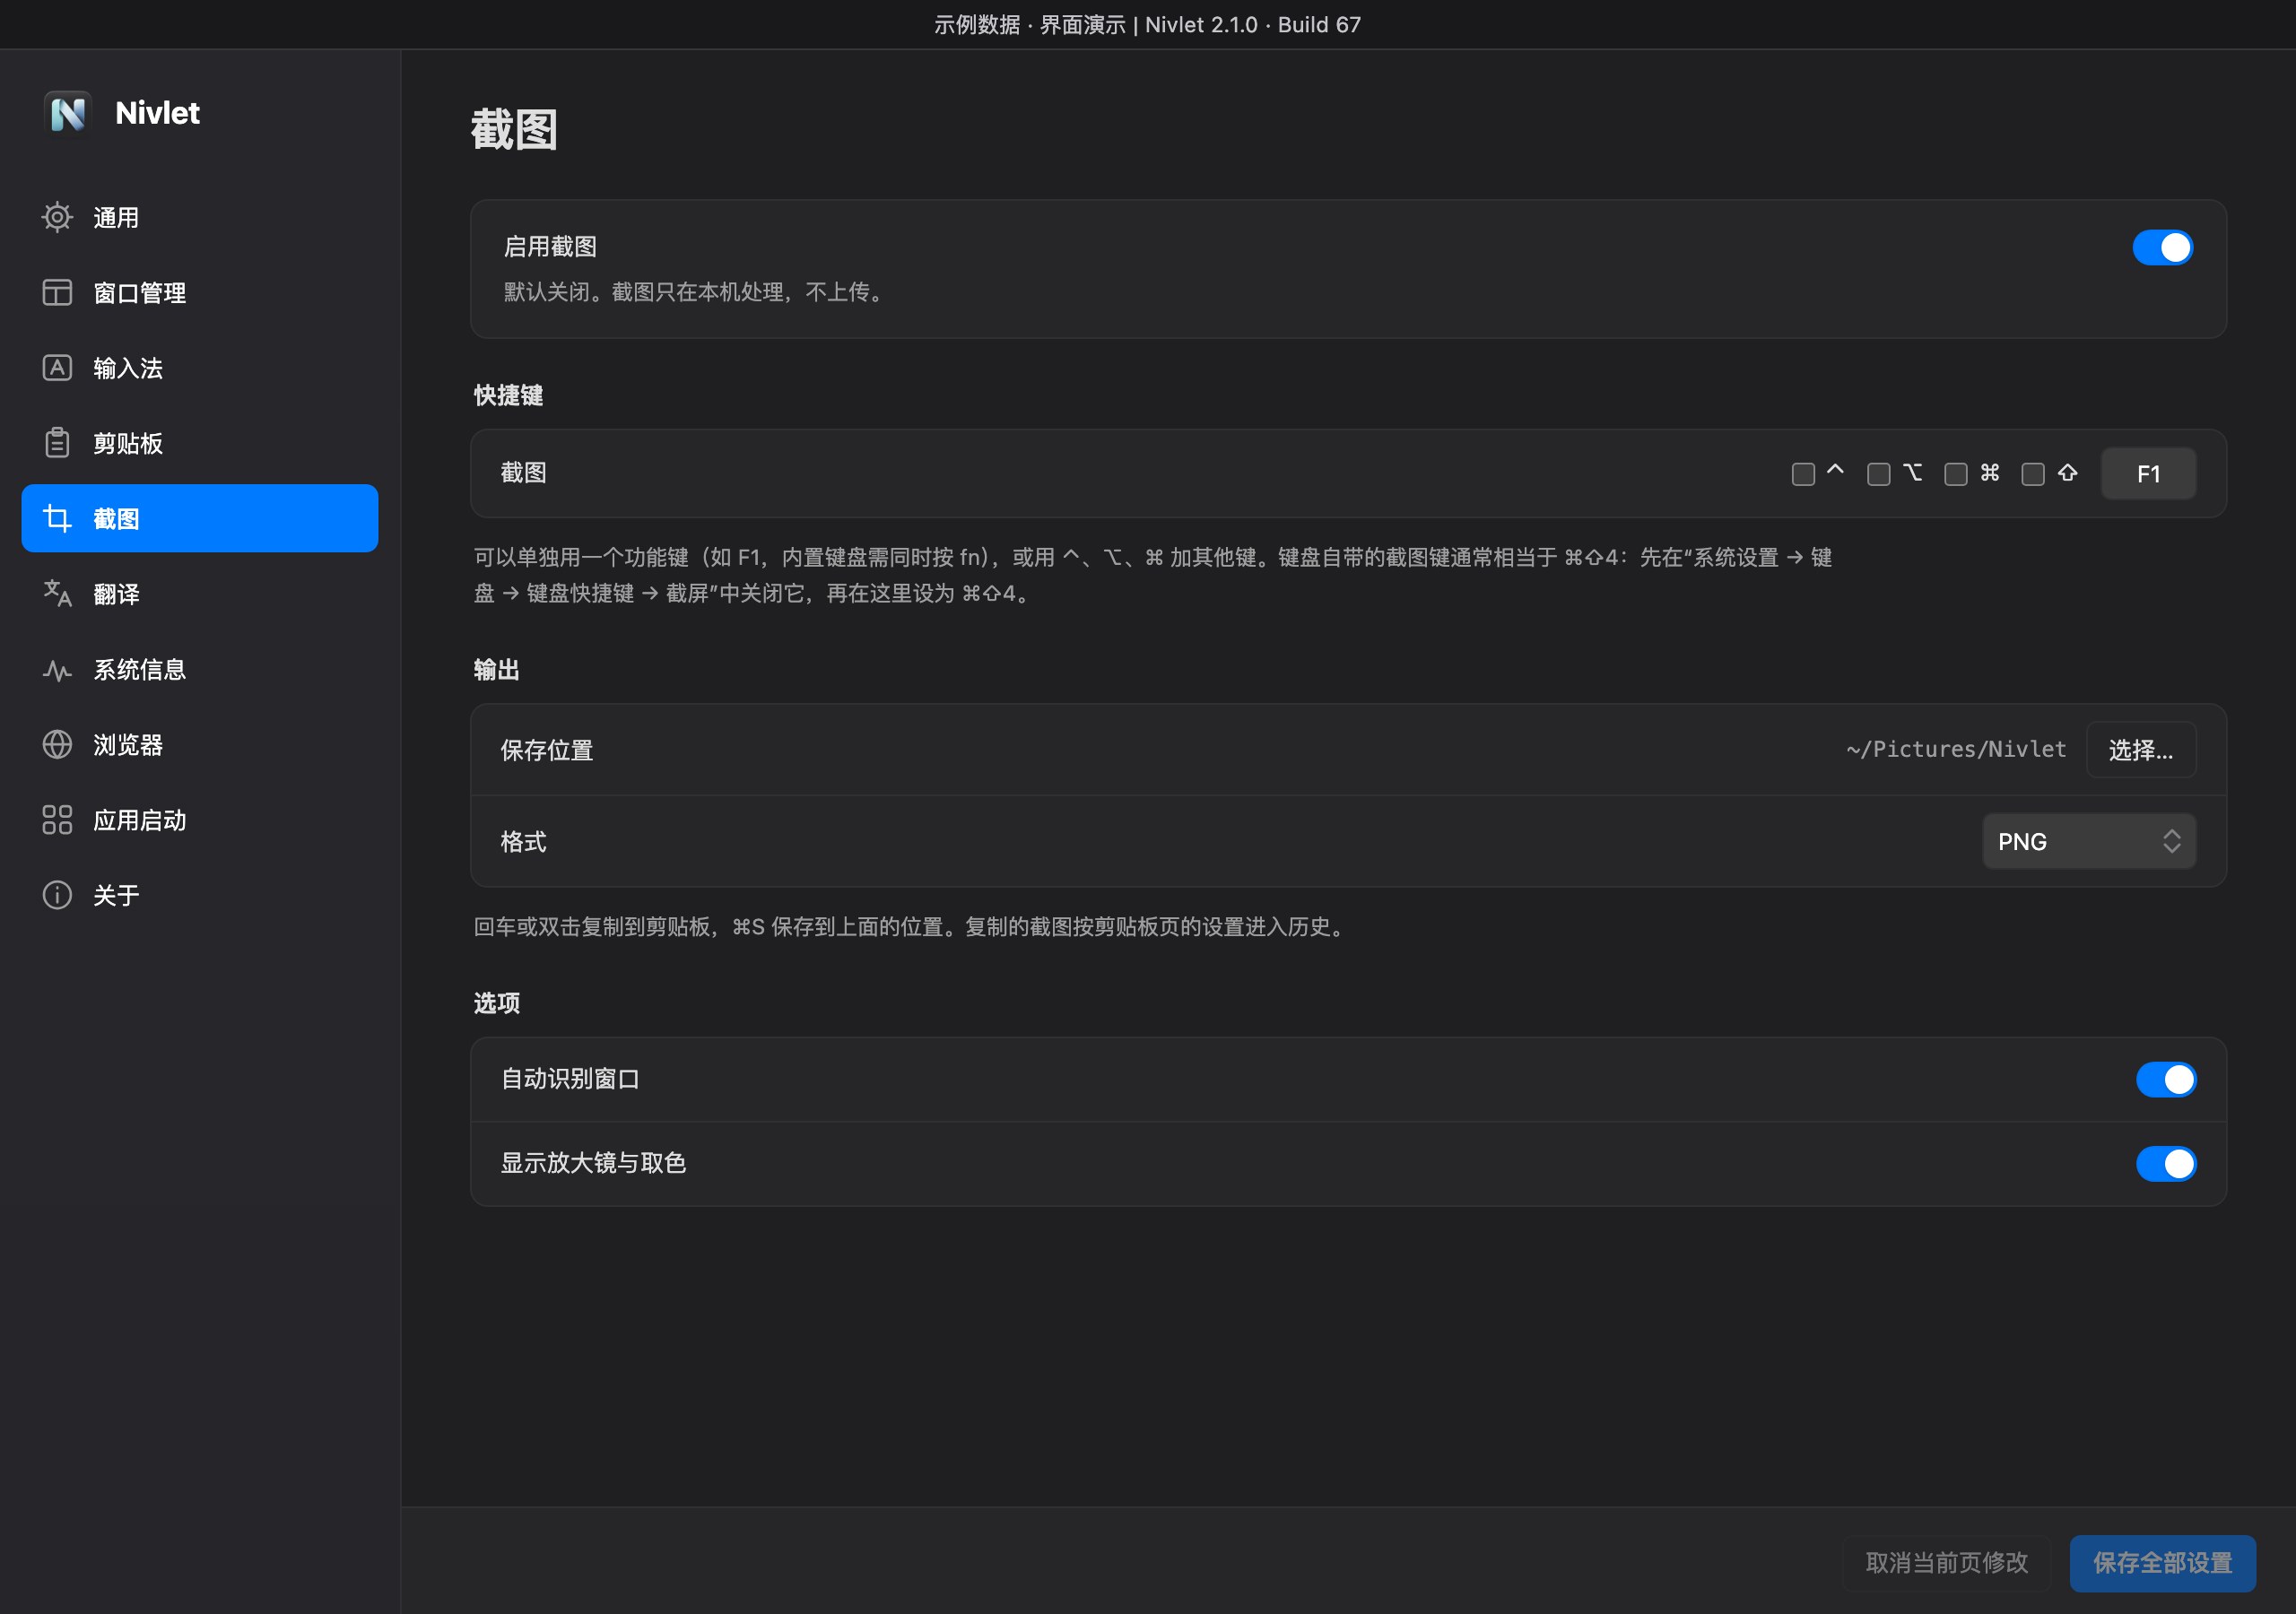 示例数据 · 界面演示 | Nivlet 2.1.0 · Build 67
Nivlet
通用
窗口管理
输入法
剪贴板
截图
翻译
系统信息
浏览器
应用启动
关于
截图
启用截图
默认关闭。截图只在本机处理，不上传。
快捷键
截图 ⌃ ⌥ ⌘ ⇧ F1
可以单独用一个功能键（如 F1，内置键盘需同时按 fn），或用 ⌃、⌥、⌘ 加其他键。键盘自带的截图键通常相当于 ⌘⇧4：先在“系统设置 → 键
盘 → 键盘快捷键 → 截屏”中关闭它，再在这里设为 ⌘⇧4。
输出
保存位置 ~/Pictures/Nivlet 选择...
格式 PNG
回车或双击复制到剪贴板，⌘S 保存到上面的位置。复制的截图按剪贴板页的设置进入历史。
选项
自动识别窗口
显示放大镜与取色
取消当前页修改 保存全部设置